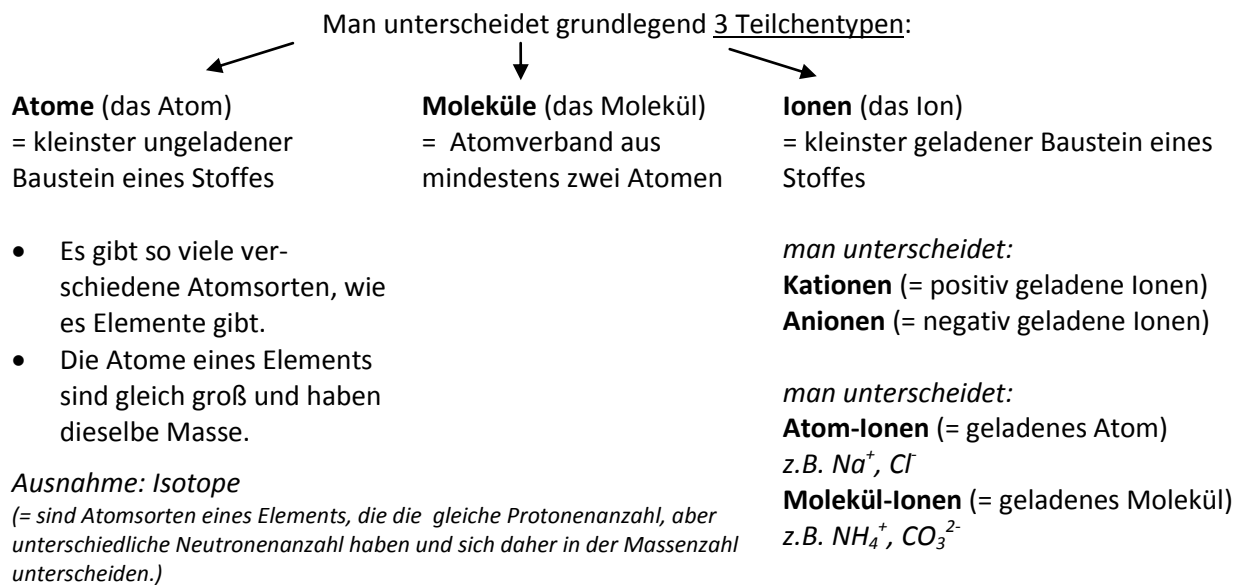 Man unterscheidet grundlegend 3 Teilchentypen:
Atome (das Atom)
= kleinster ungeladener
Baustein eines Stoffes
• Es gibt so viele ver-
schiedene Atomsorten, wie
es Elemente gibt.
• Die Atome eines Elements
sind gleich groß und haben
dieselbe Masse.
Ausnahme: Isotope
(= sind Atomsorten eines Elements, die die gleiche Protonenanzahl, aber
unterschiedliche Neutronenanzahl haben und sich daher in der Massenzahl
unterscheiden.)
Moleküle (das Molekül)
= Atomverband aus
mindestens zwei Atomen
Ionen (das Ion)
= kleinster geladener Baustein eines
Stoffes
man unterscheidet:
Kationen (= positiv geladene Ionen)
Anionen (= negativ geladene Ionen)
man unterscheidet:
Atom-Ionen (= geladenes Atom)
z.B. Na⁺, Cl⁻
Molekül-Ionen (= geladenes Molekül)
z.B. NH₄⁺, CO₃²⁻